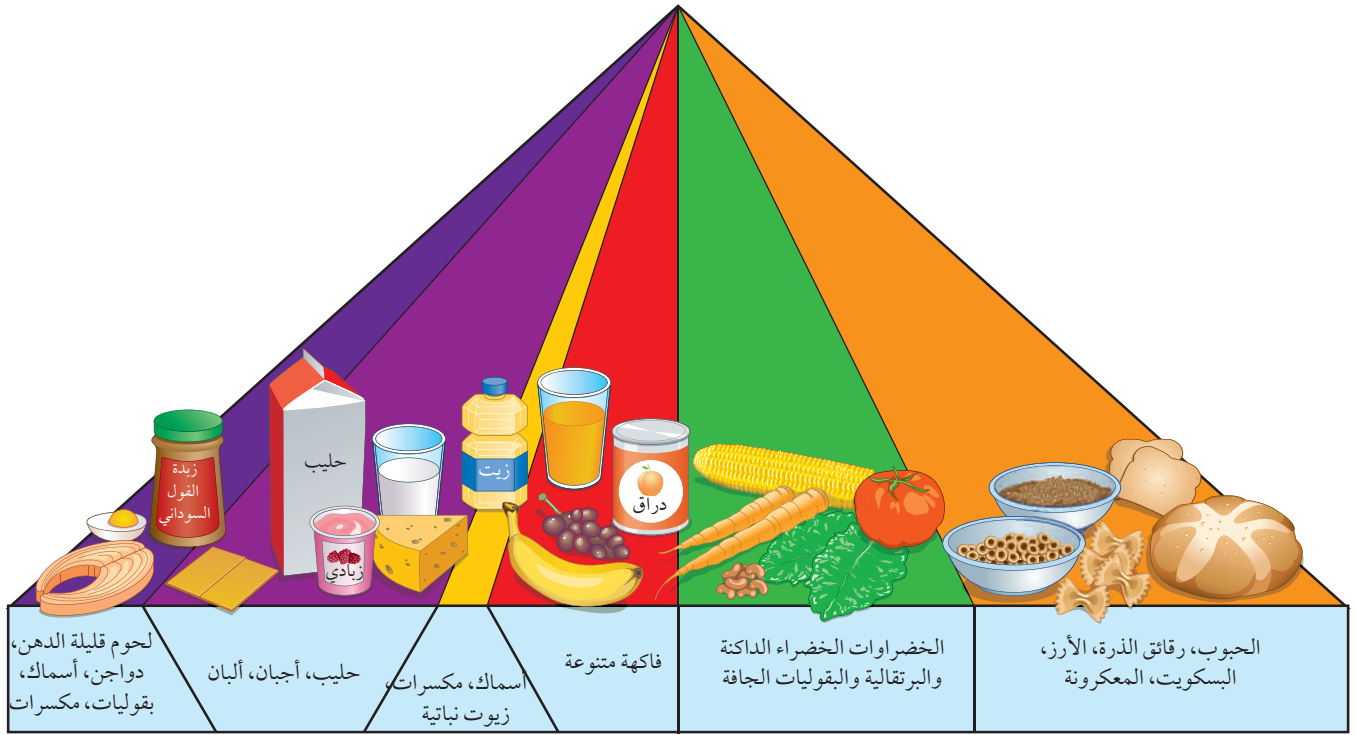 حليب
زبدة
الفول
السوداني
زيت
دراق
زبادي
الحبوب، رقائق الذرة، الأرز،
البسكويت، المعكرونة
الخضراوات الخضراء الداكنة
والبرتقالية والبقوليات الجافة
فاكهة متنوعة
أسماك، مكسرات،
زيوت نباتية
حليب، أجبان، ألبان
لحوم قليلة الدهن،
دواجن، أسماك،
بقوليات، مكسرات